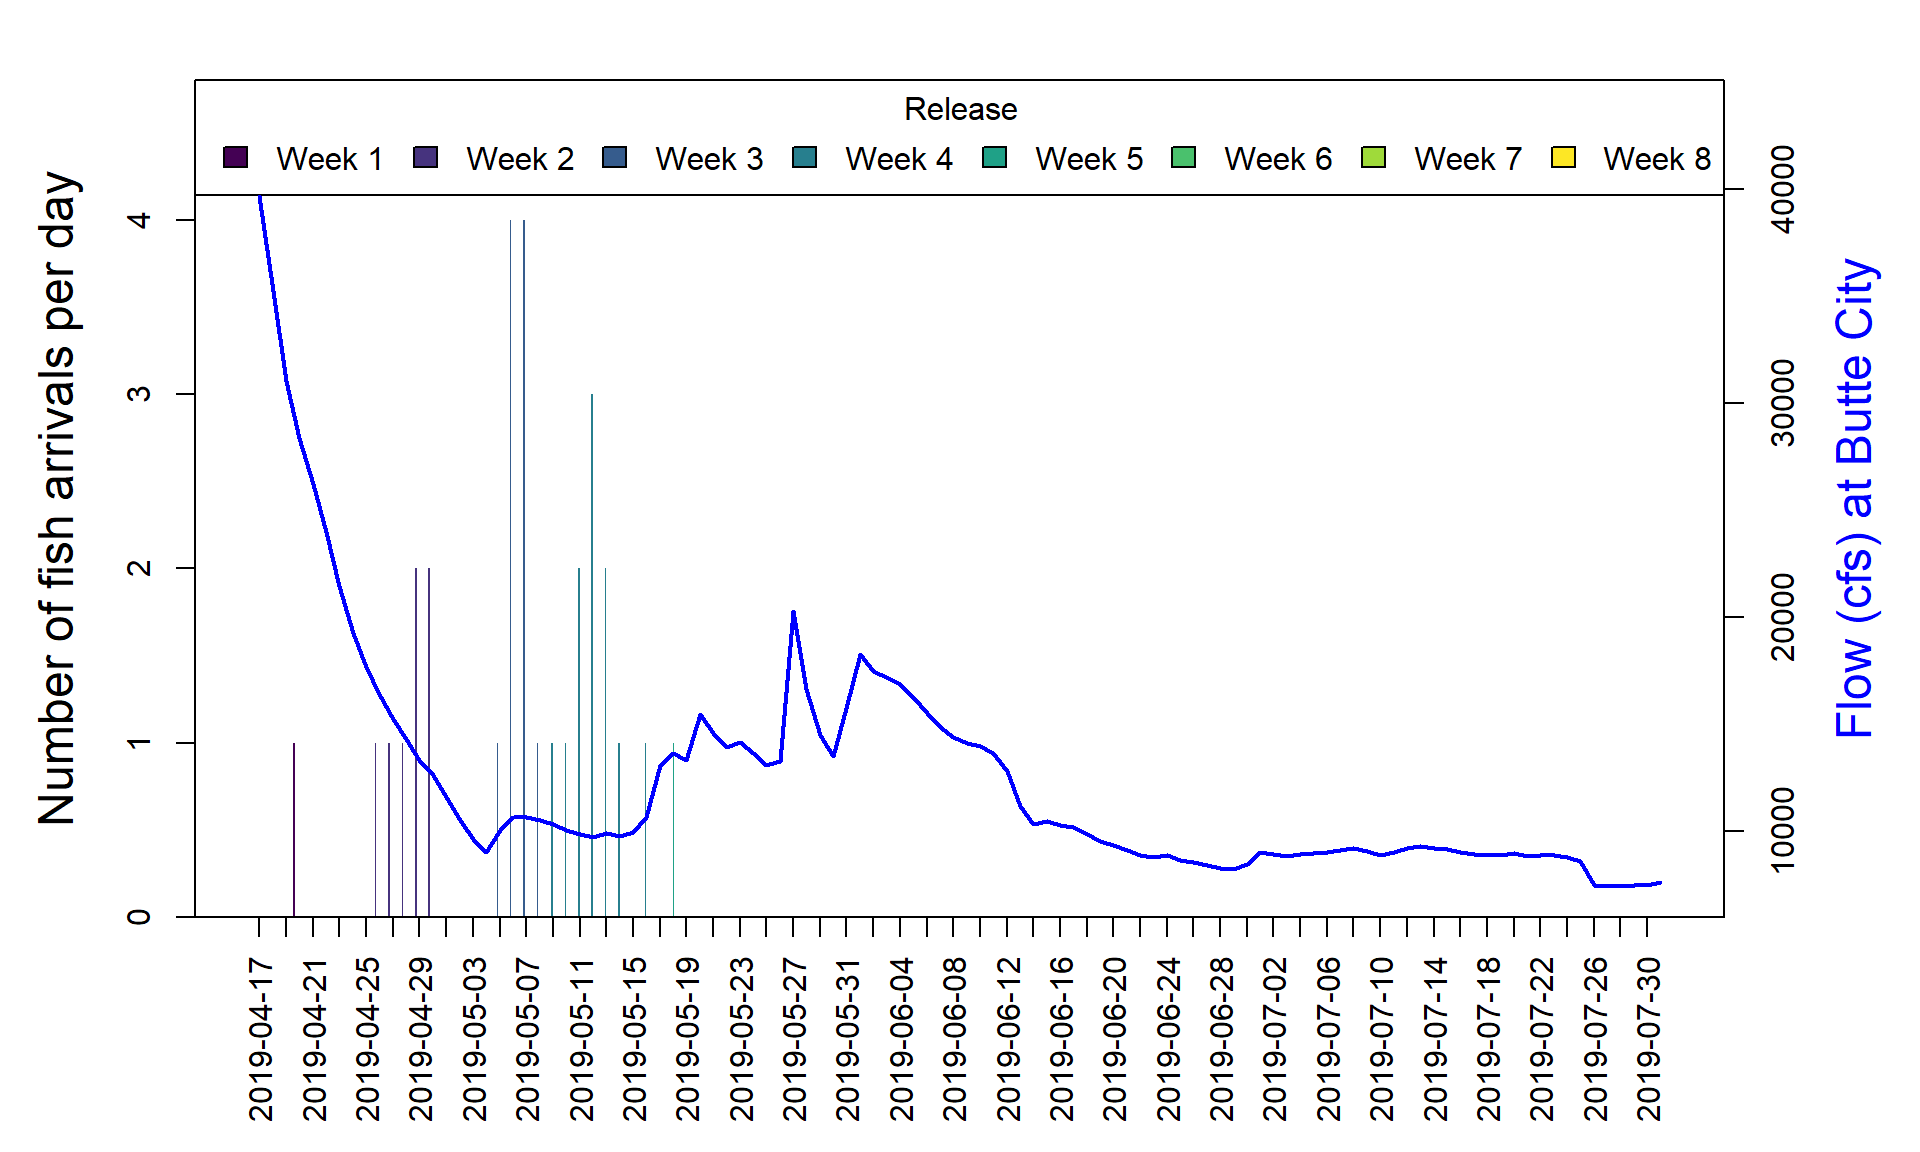 Release
Week 1 Week 2 Week 3 Week 4 Week 5 Week 6 Week 7 Week 8
Number of fish arrivals per day
0 1 2 3 4
10000 20000 30000 40000
Flow (cfs) at Butte City
2019-04-17 2019-04-21 2019-04-25 2019-04-29 2019-05-03 2019-05-07 2019-05-11 2019-05-15 2019-05-19 2019-05-23 2019-05-27 2019-05-31 2019-06-04 2019-06-08 2019-06-12 2019-06-16 2019-06-20 2019-06-24 2019-06-28 2019-07-02 2019-07-06 2019-07-10 2019-07-14 2019-07-18 2019-07-22 2019-07-26 2019-07-30